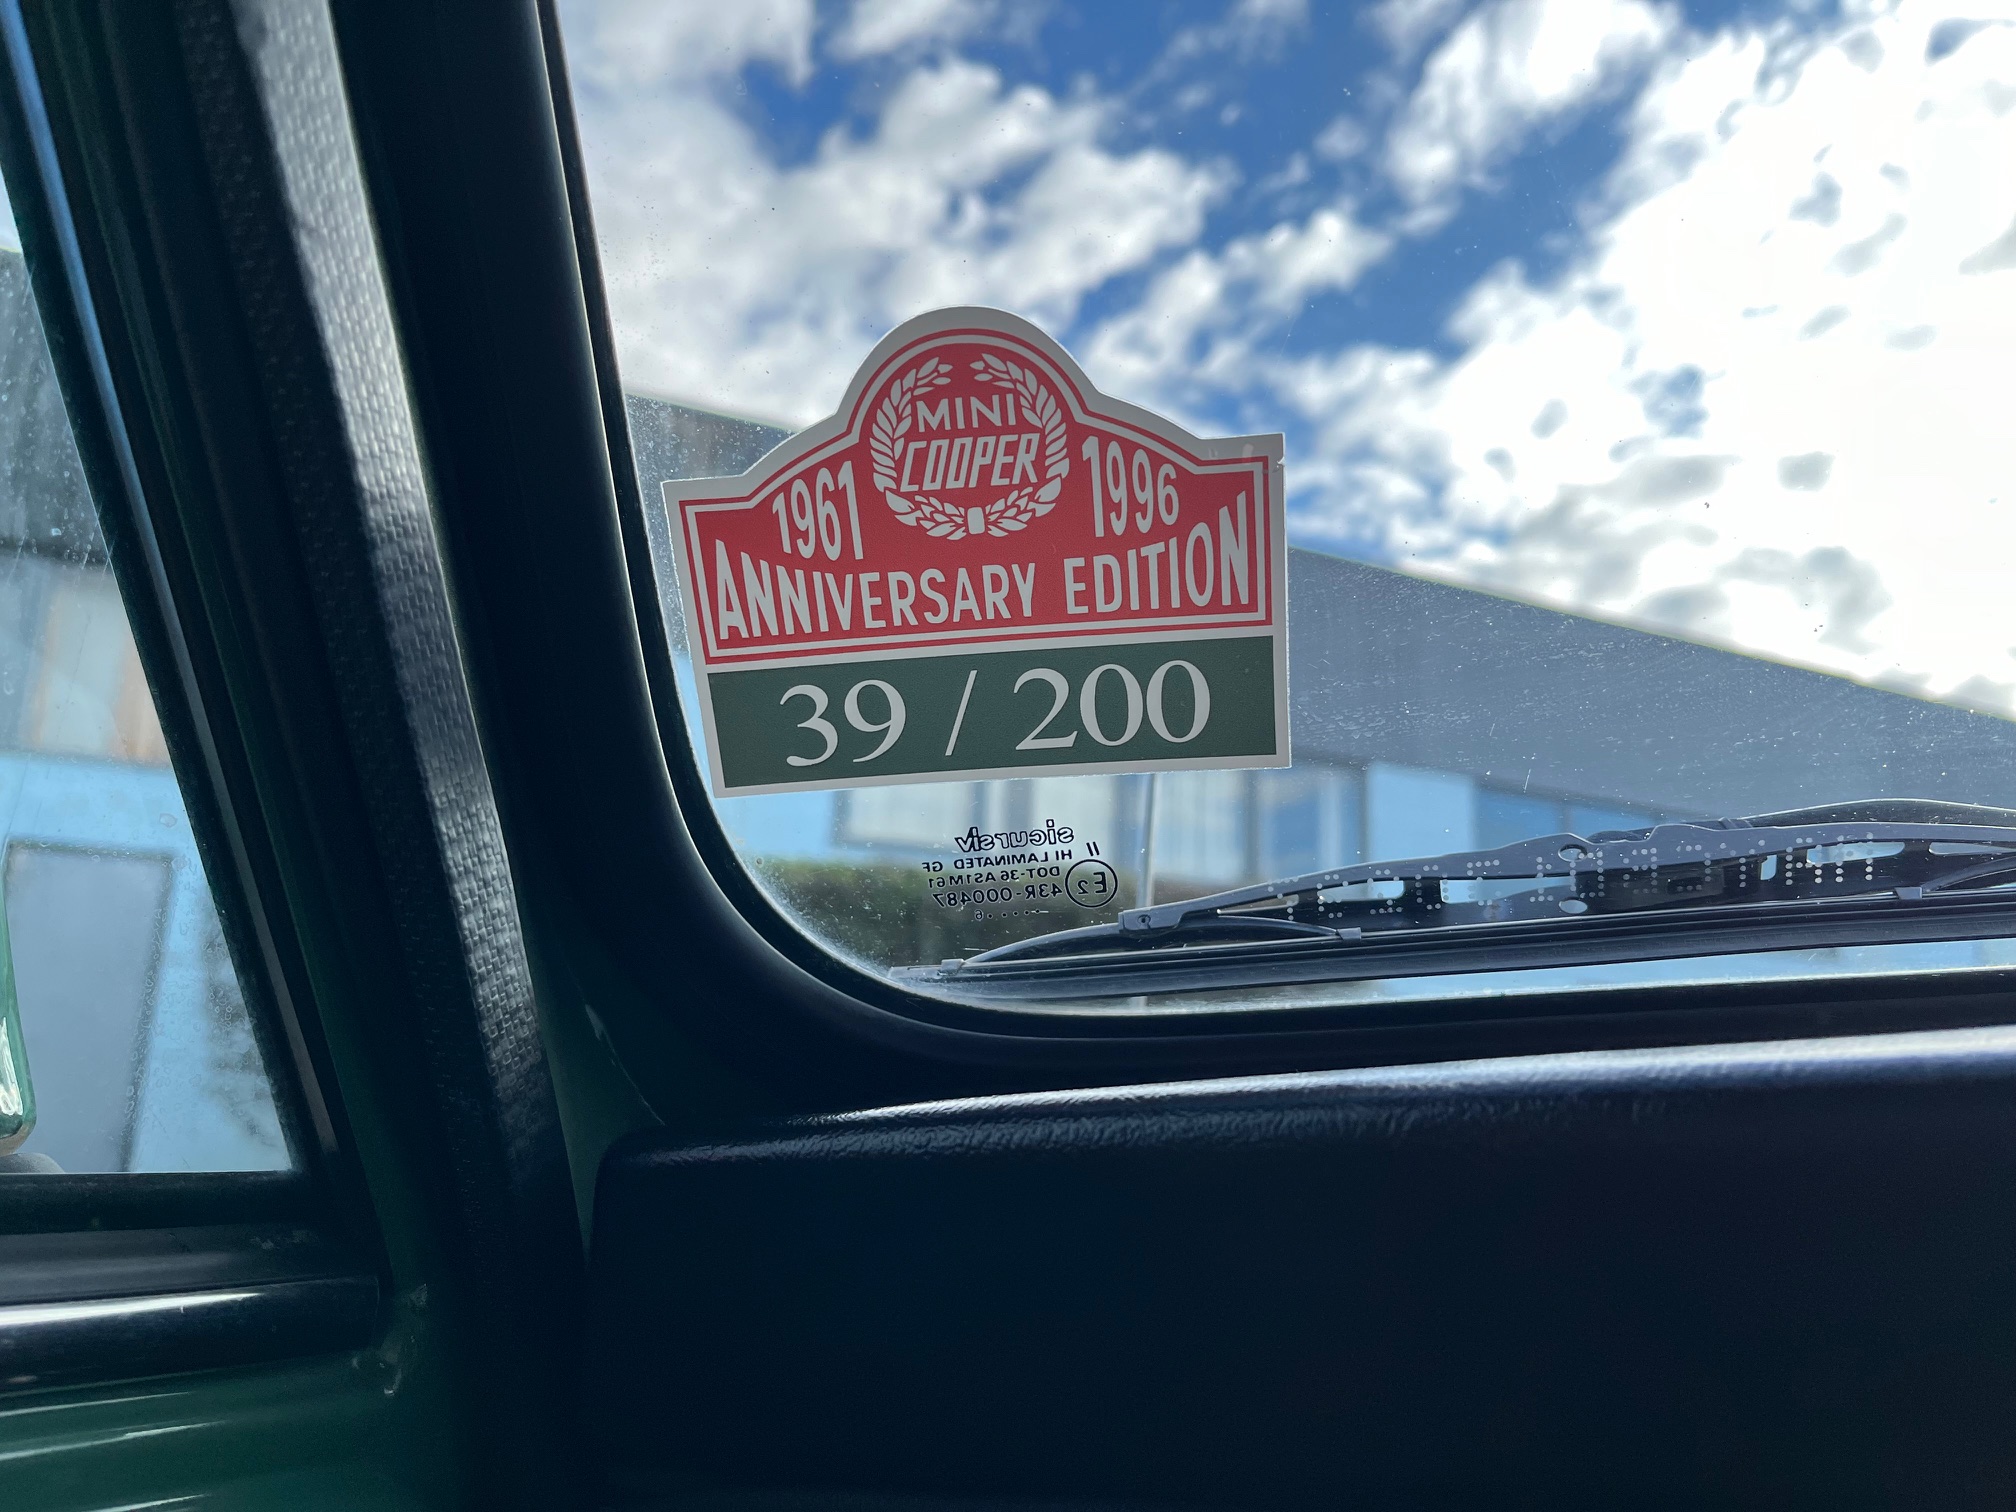 MINI
COOPER
1961 1996
ANNIVERSARY EDITION
39 / 200
sicursiv
HI LAMINATED GF
DOT-36 AS1M61
E2 43R-000487